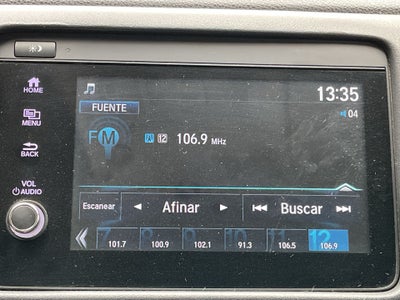 HOME
MENU
BACK
VOL
AUDIO
13:35
FUENTE
04
FM
12 106.9 MHz
Escanear Afinar Buscar
12
101.7 100.9 102.1 91.3 106.5 106.9